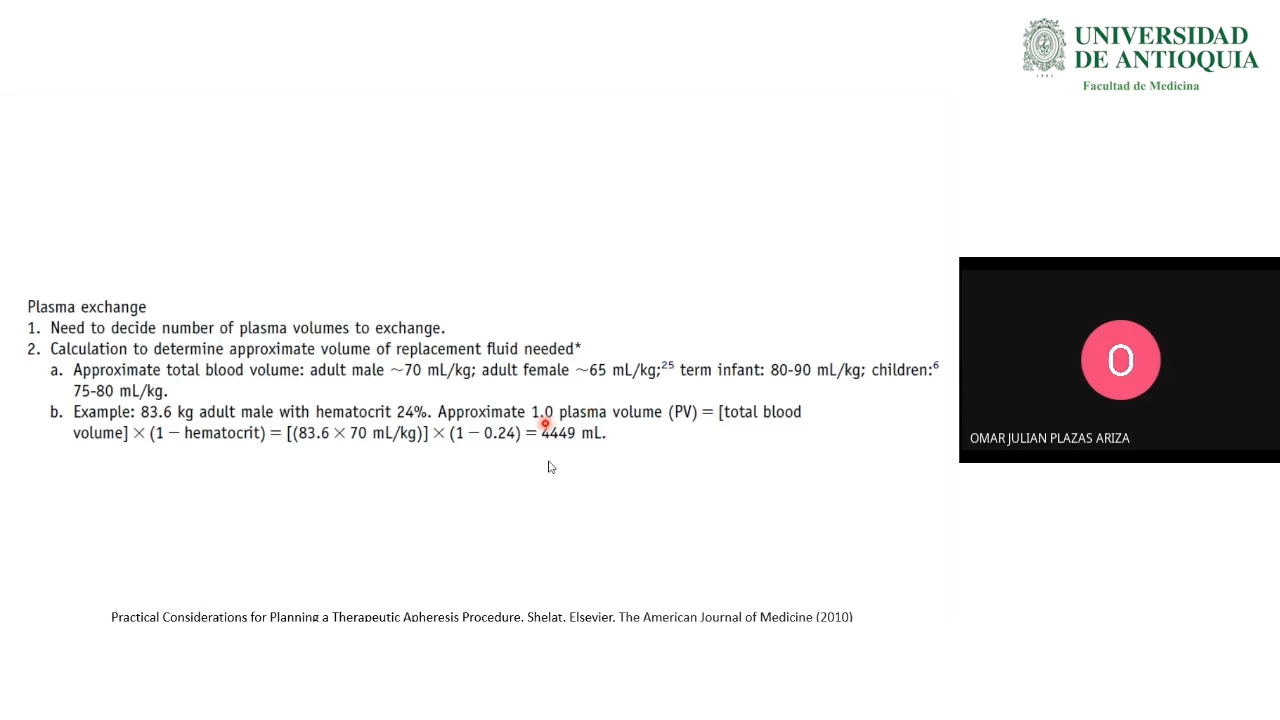 UNIVERSIDAD
DE ANTIOQUIA
1803
Facultad de Medicina
Plasma exchange
1. Need to decide number of plasma volumes to exchange.
2. Calculation to determine approximate volume of replacement fluid needed*
a. Approximate total blood volume: adult male ~70 mL/kg; adult female ~65 mL/kg;25 term infant: 80-90 mL/kg; children:6
75-80 mL/kg.
b. Example: 83.6 kg adult male with hematocrit 24%. Approximate 1.0 plasma volume (PV) = [total blood
volume] × (1 − hematocrit) = [(83.6 × 70 mL/kg)] × (1 − 0.24) = 4449 mL.
O
OMAR JULIAN PLAZAS ARIZA
Practical Considerations for Planning a Therapeutic Apheresis Procedure. Shelat. Elsevier. The American Journal of Medicine (2010)